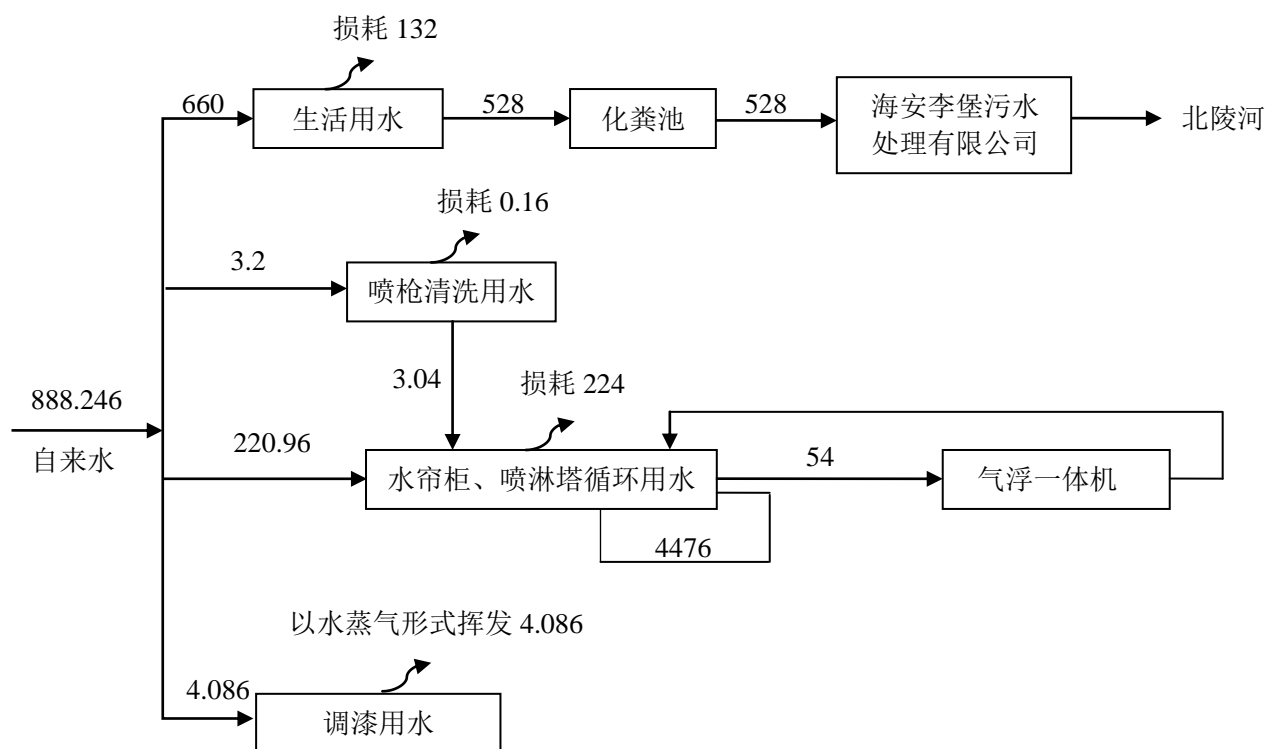 损耗 132
660
生活用水
528
化粪池
528
海安李堡污水
处理有限公司
北陵河
损耗 0.16
3.2
喷枪清洗用水
3.04
损耗 224
888.246
自来水
220.96
水帘柜、喷淋塔循环用水
54
气浮一体机
4476
以水蒸气形式挥发 4.086
4.086
调漆用水